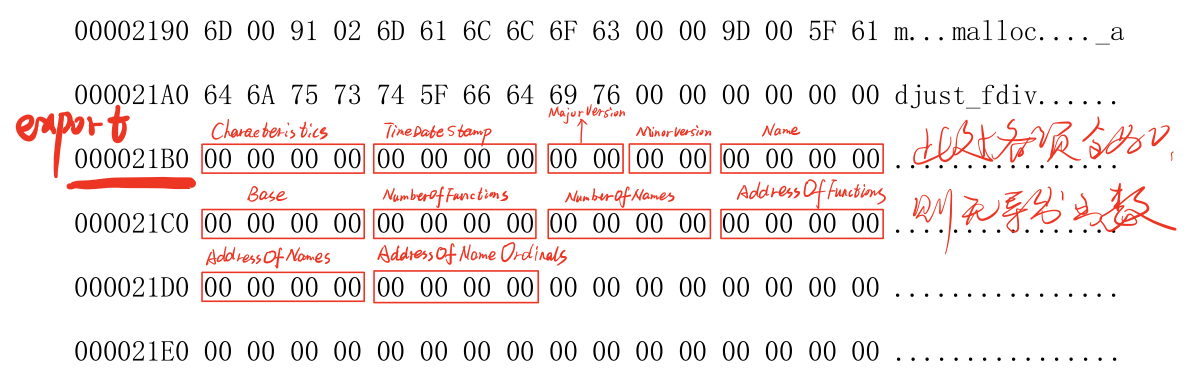 00002190 6D 00 91 02 6D 61 6C 6C 6F 63 00 00 9D 00 5F 61 m...malloc...._a
000021A0 64 6A 75 73 74 5F 66 64 69 76 00 00 00 00 00 00 djust_fdiv......
export
Characteristics TimeDateStamp MajorVersion MinorVersion Name
000021B0 00 00 00 00 00 00 00 00 00 00 00 00 00 00 00 00 ................
此处各项全为0,
Base NumberOfFunctions NumberOfNames AddressOfFunctions
000021C0 00 00 00 00 00 00 00 00 00 00 00 00 00 00 00 00 ................
则无导出函数
AddressOfNames AddressOfNameOrdinals
000021D0 00 00 00 00 00 00 00 00 00 00 00 00 00 00 00 00 ................
000021E0 00 00 00 00 00 00 00 00 00 00 00 00 00 00 00 00 ................